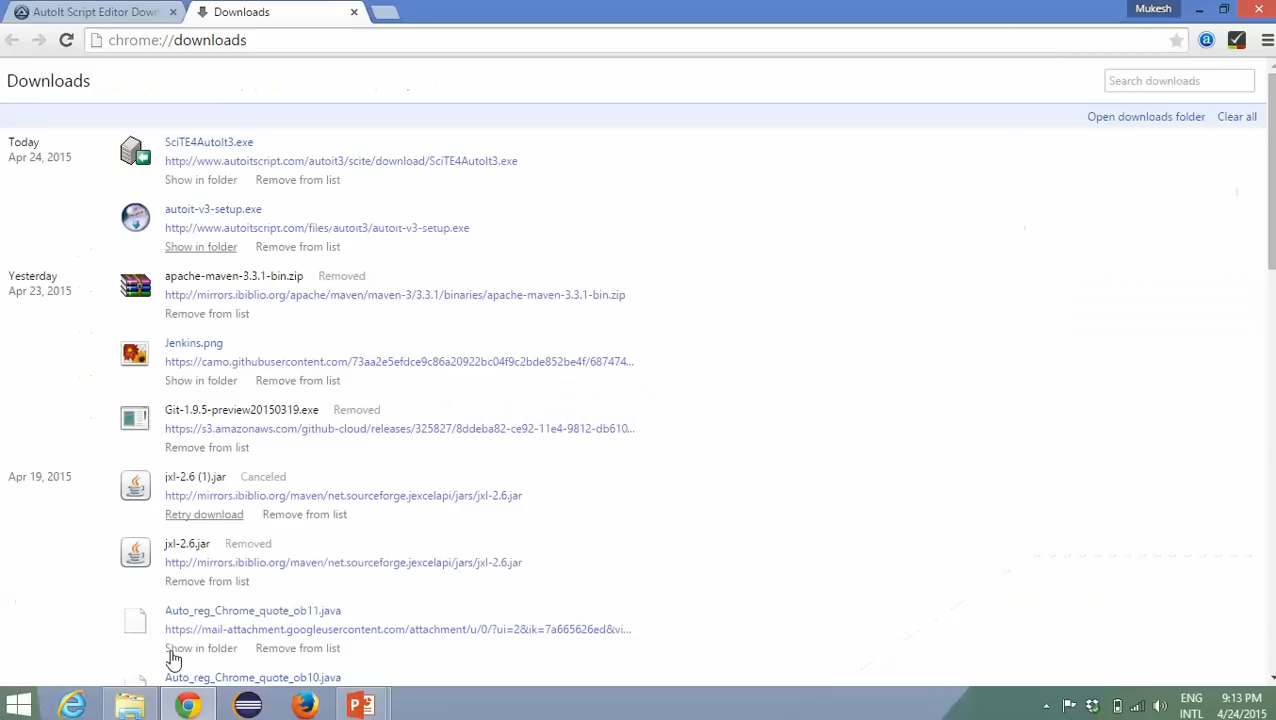 AutoIt Script Editor Down
Downloads
Mukesh
chrome://downloads
Downloads
Search downloads
Open downloads folder Clear all
Today
Apr 24, 2015
SciTE4AutoIt3.exe
http://www.autoitscript.com/autoit3/scite/download/SciTE4AutoIt3.exe
Show in folder Remove from list
autoit-v3-setup.exe
http://www.autoitscript.com/files/autoit3/autoit-v3-setup.exe
Show in folder Remove from list
Yesterday
Apr 23, 2015
apache-maven-3.3.1-bin.zip Removed
http://mirrors.ibiblio.org/apache/maven/maven-3/3.3.1/binaries/apache-maven-3.3.1-bin.zip
Remove from list
Jenkins.png
https://camo.githubusercontent.com/73aa2e5efdce9c86a20922bc04f9c2bde852be4f/687474...
Show in folder Remove from list
Git-1.9.5-preview20150319.exe Removed
https://s3.amazonaws.com/github-cloud/releases/325827/8ddeba82-ce92-11e4-9812-db610...
Remove from list
Apr 19, 2015
jxl-2.6 (1).jar Canceled
http://mirrors.ibiblio.org/maven/net.sourceforge.jexcelapi/jars/jxl-2.6.jar
Retry download Remove from list
jxl-2.6.jar Removed
http://mirrors.ibiblio.org/maven/net.sourceforge.jexcelapi/jars/jxl-2.6.jar
Remove from list
Auto_reg_Chrome_quote_ob11.java
https://mail-attachment.googleusercontent.com/attachment/u/0/?ui=2&ik=7a665626ed&vi...
Show in folder Remove from list
Auto_reg_Chrome_quote_ob10.java
ENG
INTL
9:13 PM
4/24/2015